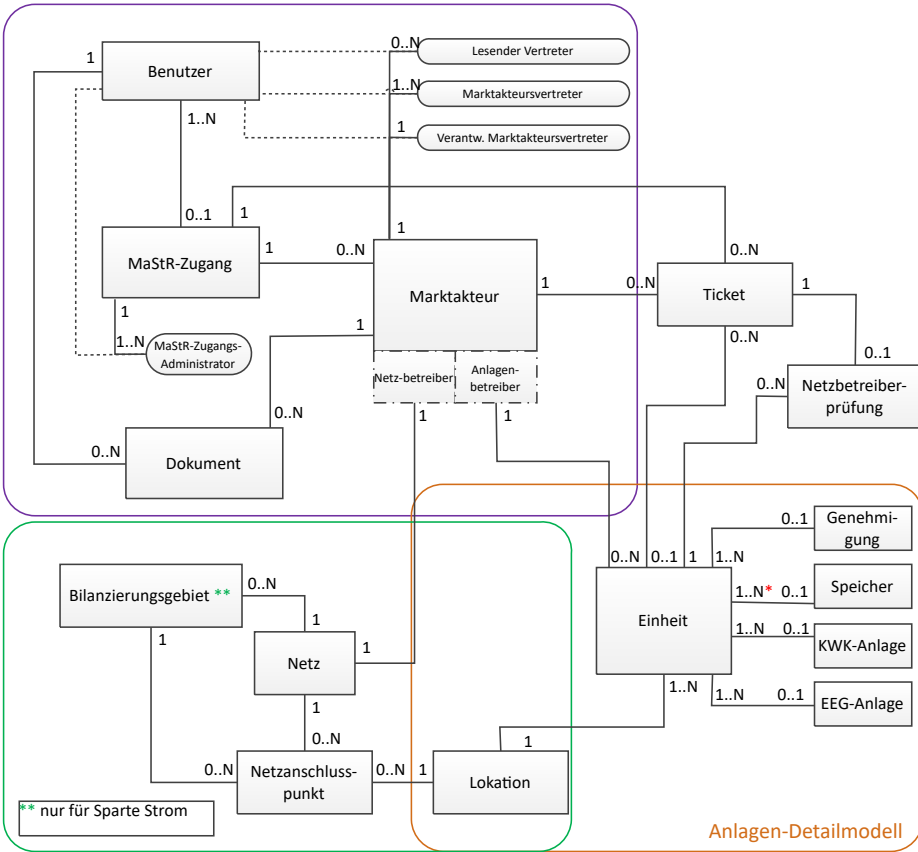 0..N
Lesender Vertreter
1
Benutzer
1..N
Marktakteursvertreter
1..N
1
Verantw. Marktakteursvertreter
0..1
1
1
0..N
MaStR-Zugang
1
0..N
Marktakteur
1
0..N
Ticket
1
1
1..N
MaStR-Zugangs-
Administrator
1
0..N
0..1
Netz-betreiber
Anlagen-
betreiber
0..N
Netzbetreiber-
prüfung
0..N
1
1
0..N
Dokument
1
0..1
Genehmi-
gung
0..N
0..1
1
1..N
Bilanzierungsgebiet **
0..N
1..N*
0..1
Speicher
1
1
1
Einheit
1..N
0..1
KWK-Anlage
Netz
1..N
1..N
0..1
EEG-Anlage
1
0..N
1
0..N
Netzanschluss-
punkt
0..N
1
Lokation
** nur für Sparte Strom
Anlagen-Detailmodell